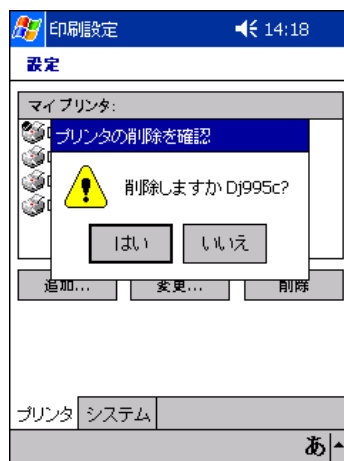 印刷設定 14:18
設定
マイ プリンタ:
プリンタの削除を確認
削除しますか Dj995c?
はい いいえ
追加... 変更... 削除
プリンタ システム
あ